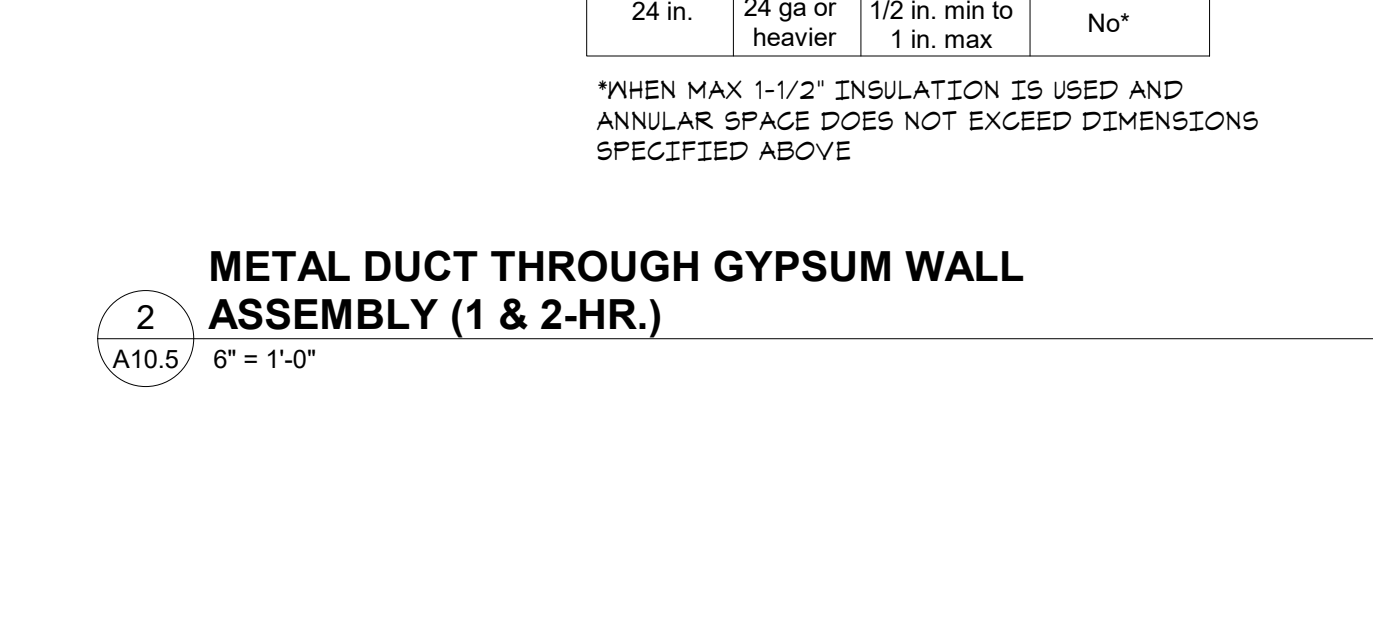 24 in.
24 ga or
heavier
1/2 in. min to
1 in. max
No*
*WHEN MAX 1-1/2" INSULATION IS USED AND
ANNULAR SPACE DOES NOT EXCEED DIMENSIONS
SPECIFIED ABOVE
METAL DUCT THROUGH GYPSUM WALL
ASSEMBLY (1 & 2-HR.)
2
A10.5
6" = 1'-0"